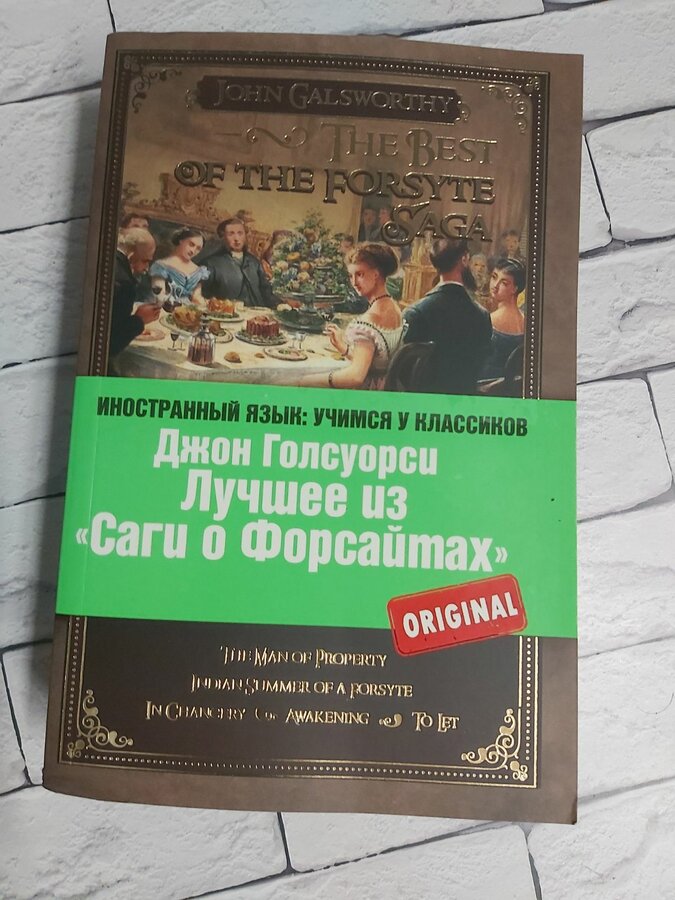 JOHN GALSWORTHY
THE BEST
OF THE FORSYTE
SAGA
ИНОСТРАННЫЙ ЯЗЫК: УЧИМСЯ У КЛАССИКОВ
Джон Голсуорси
Лучшее из
«Саги о Форсайтах»
ORIGINAL
THE MAN OF PROPERTY
INDIAN SUMMER OF A FORSYTE
IN CHANCERY AWAKENING TO LET